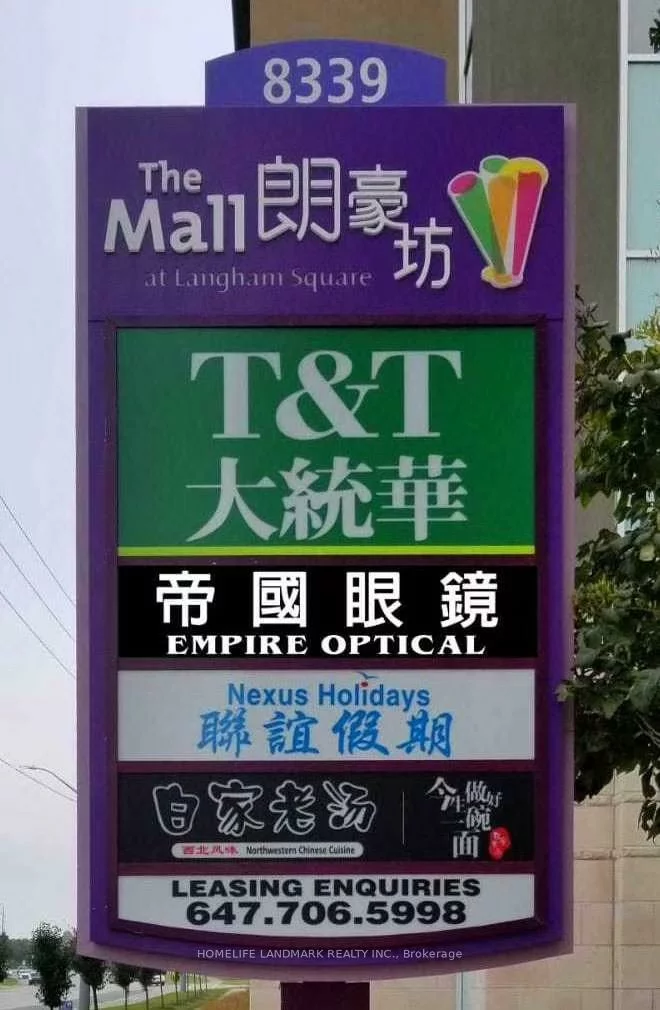 8339
The Mall 朗豪坊
at Langham Square
T&T
大統華
帝國眼鏡
EMPIRE OPTICAL
Nexus Holidays
聯誼假期
白家老汤
西北风味 Northwestern Chinese Cuisine
今生做好
一碗
面
LEASING ENQUIRIES
647.706.5998
HOMELIFE LANDMARK REALTY INC., Brokerage